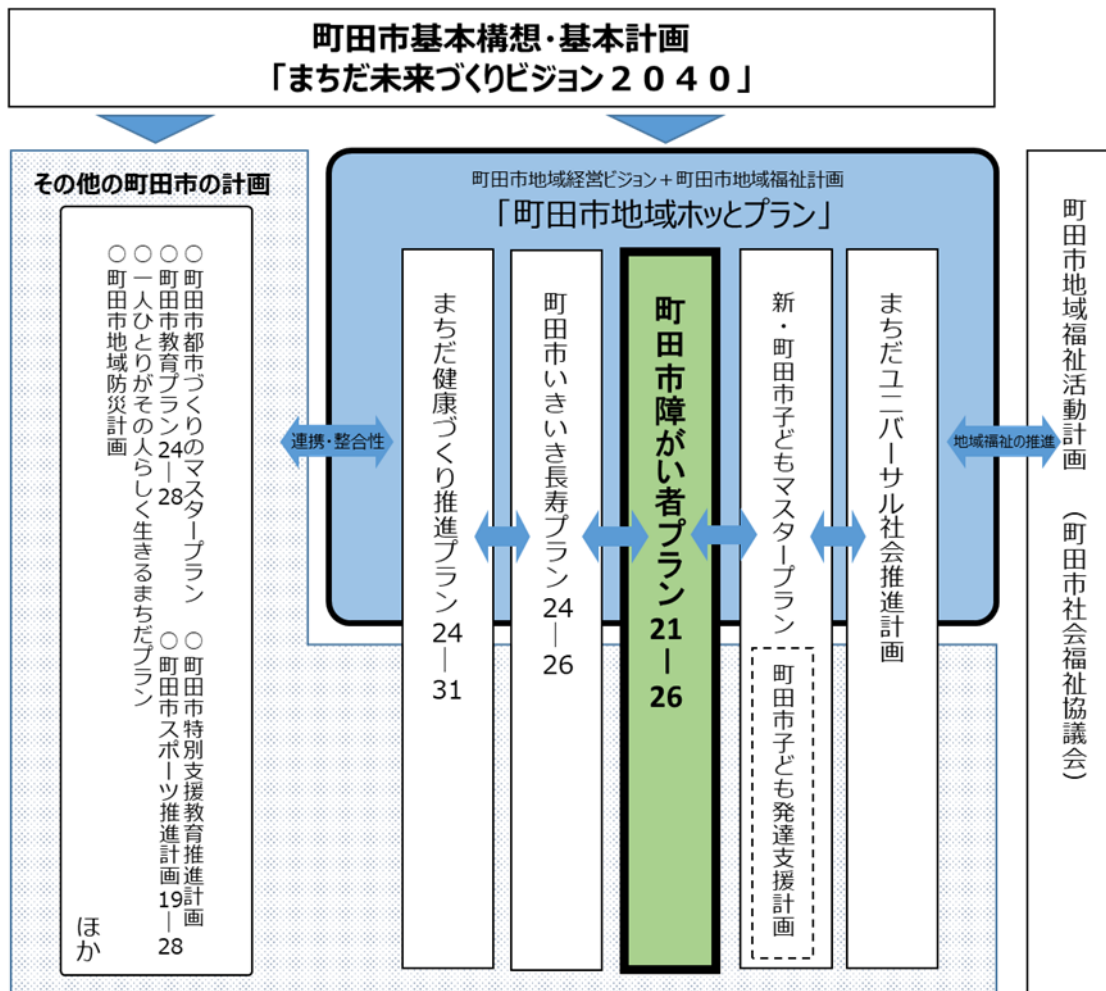 町田市基本構想・基本計画
「まちだ未来づくりビジョン２０４０」
その他の町田市の計画
○ 町田市都市づくりのマスタープラン
○ 町田市特別支援教育推進計画
○ 町田市教育プラン24―28
○ 町田市スポーツ推進計画19―28
○ 一人ひとりがその人らしく生きるまちだプラン
○ 町田市地域防災計画
ほか
連携・整合性
町田市地域経営ビジョン＋町田市地域福祉計画
「町田市地域ホッとプラン」
まちだ健康づくり推進プラン24―31
町田市いきいき長寿プラン24―26
町田市障がい者プラン21―26
新・町田市子どもマスタープラン
町田市子ども発達支援計画
まちだユニバーサル社会推進計画
地域福祉の推進
町田市地域福祉活動計画　（町田市社会福祉協議会）